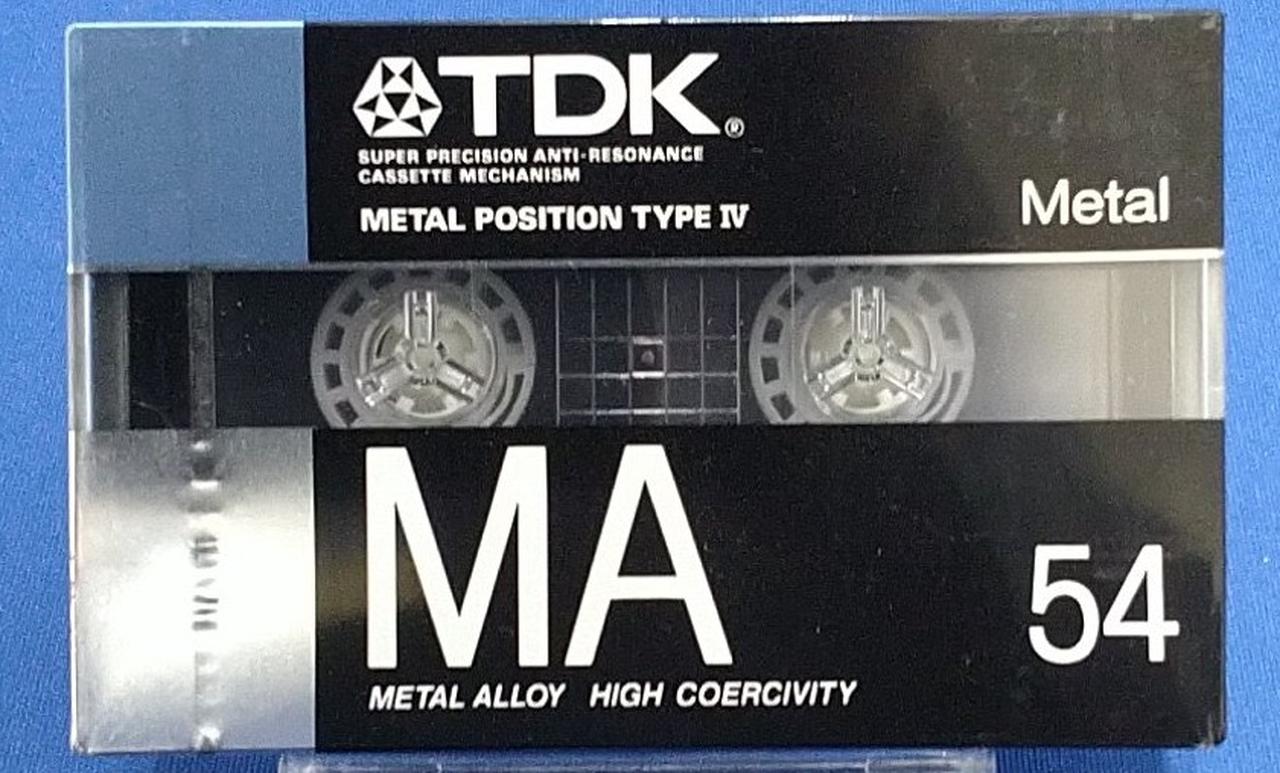 TDK®
SUPER PRECISION ANTI-RESONANCE
CASSETTE MECHANISM
METAL POSITION TYPE IV
Metal
MA
54
METAL ALLOY HIGH COERCIVITY